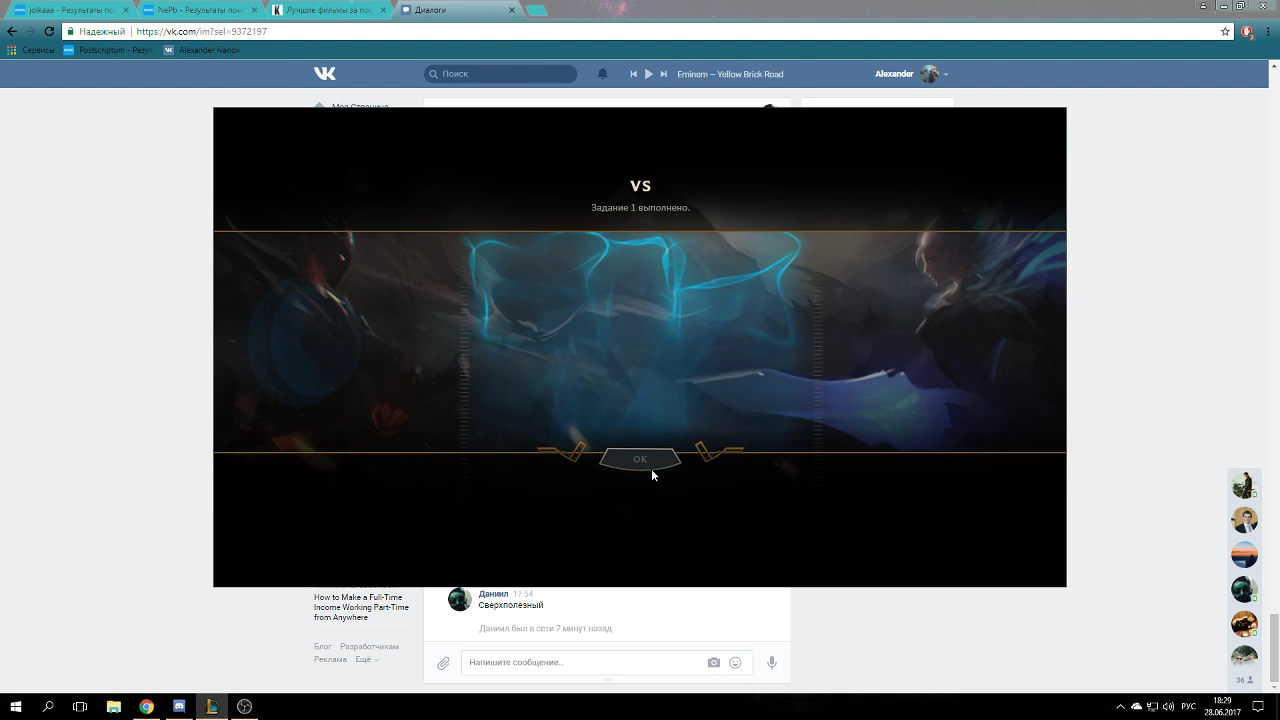 jolkaaa - Результаты по
NePb - Результаты пои
Лучшие фильмы за пос
Диалоги
Надежный
https://vk.com/im?sel=9372197
Сервисы
Postscriptum - Резул
Alexander Ivanov
Поиск
Eminem – Yellow Brick Road
Alexander
Моя Страница
VS
Задание 1 выполнено.
OK
How to Make a Full-Time
Income Working Part-Time
from Anywhere
Блог Разработчикам
Реклама Ещё
Даниил 17:54
Сверхполезный
Даниил был в сети 7 минут назад
Напишите сообщение...
36
РУС
18:29
28.06.2017